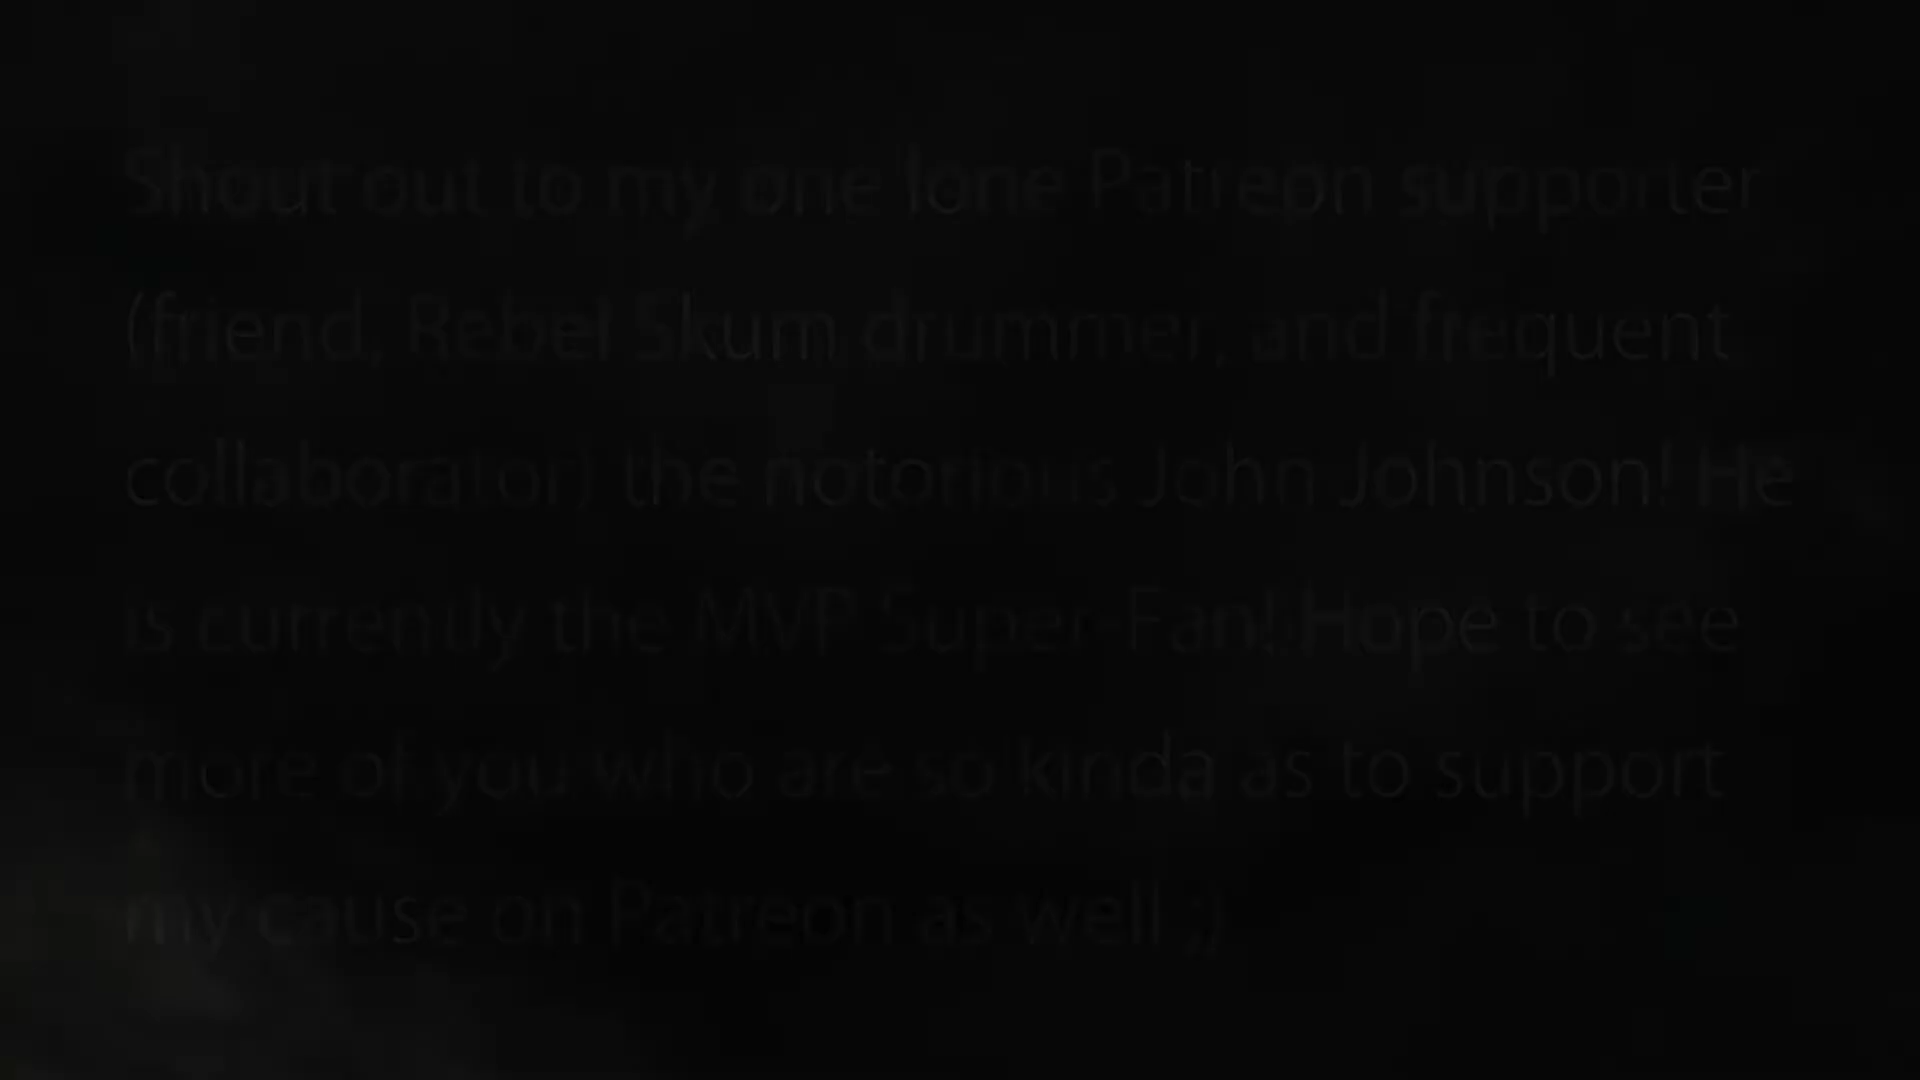 Shout out to my one lone Patreon supporter
(friend, Rebel Skum drummer, and frequent
collaborator) the notorious John Johnson! He
is currently the MVP Super-Fan! Hope to see
more of you who are so kinda as to support
my cause on Patreon as well ;)